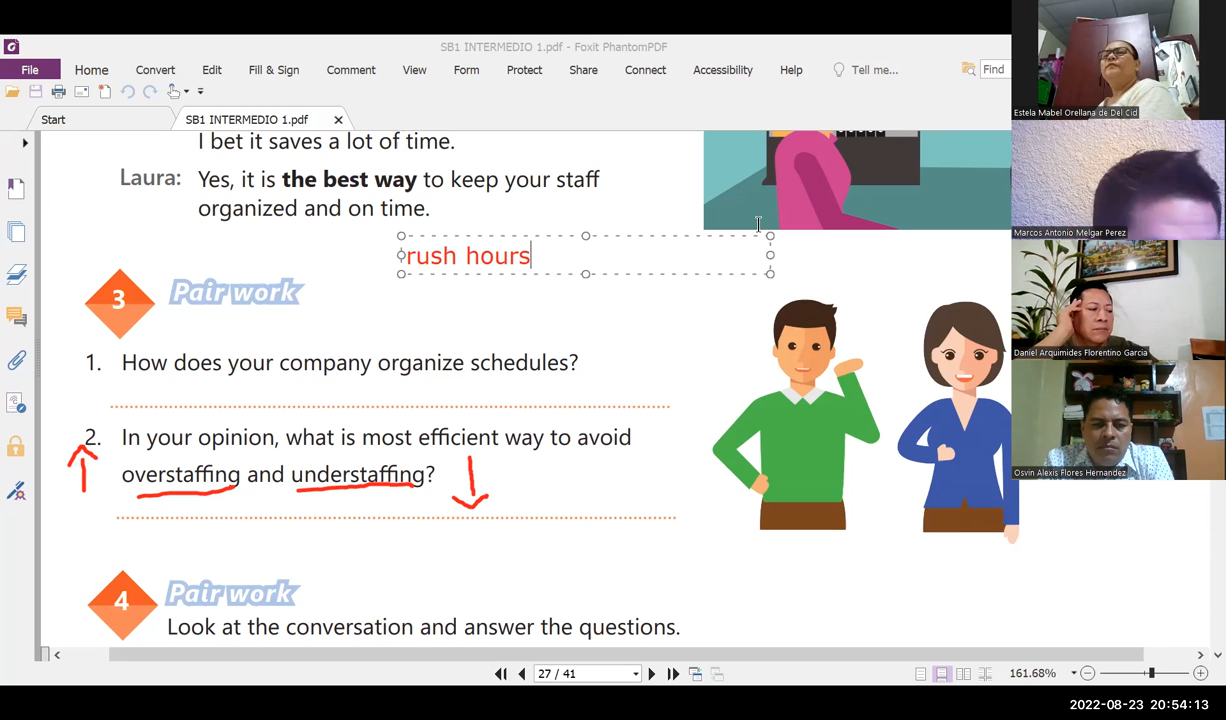 SB1 INTERMEDIO 1.pdf - Foxit PhantomPDF
File Home Convert Edit Fill & Sign Comment View Form Protect Share Connect Accessibility Help Tell me... Find
Start SB1 INTERMEDIO 1.pdf
I bet it saves a lot of time.
Laura: Yes, it is the best way to keep your staff
organized and on time.
rush hours
3 Pair work
1. How does your company organize schedules?
2. In your opinion, what is most efficient way to avoid
overstaffing and understaffing?
4 Pair work
Look at the conversation and answer the questions.
27 / 41
161.68%
Estela Mabel Orellana de Del Cid
Marcos Antonio Melgar Perez
Daniel Arquimides Florentino Garcia
Osvin Alexis Flores Hernandez
2022-08-23 20:54:13